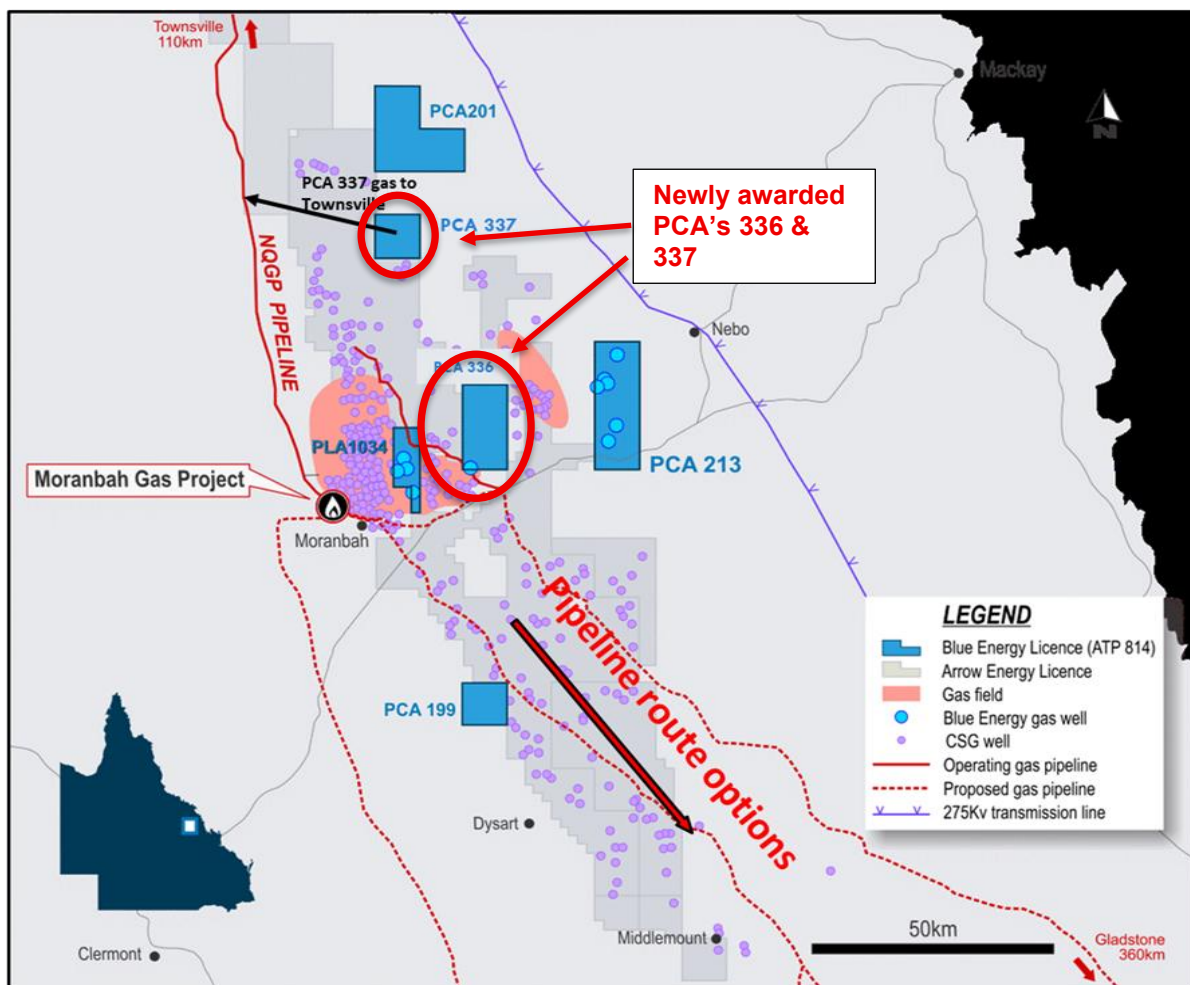 Townsville
110km
Mackay
N
PCA201
PCA 337 gas to
Townsville
PCA 337
Newly awarded
PCA's 336 &
337
NQGP PIPELINE
Nebo
PCA 336
PLA1034
PCA 213
Moranbah Gas Project
Moranbah
Pipeline route options
PCA 199
Dysart
LEGEND
Blue Energy Licence (ATP 814)
Arrow Energy Licence
Gas field
Blue Energy gas well
CSG well
Operating gas pipeline
Proposed gas pipeline
275Kv transmission line
50km
Middlemount
Clermont
Gladstone
360km